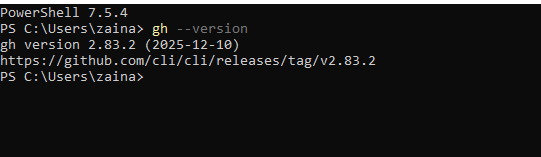 PowerShell 7.5.4
PS C:\Users\zaina> gh --version
gh version 2.83.2 (2025-12-10)
https://github.com/cli/cli/releases/tag/v2.83.2
PS C:\Users\zaina>